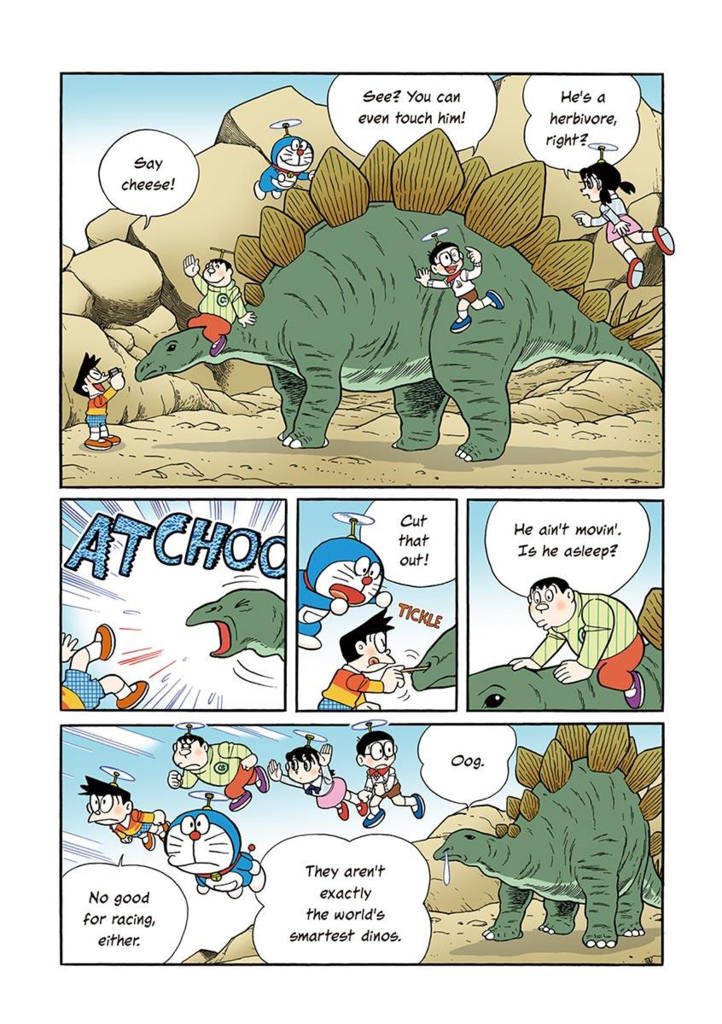 He's a
herbivore,
right?
See? You can
even touch him!
Say
cheese!
He ain't movin'.
Is he asleep?
Cut
that
out!
TICKLE
ATCHOO
Oog.
They aren't
exactly
the world's
smartest dinos.
No good
for racing,
either.